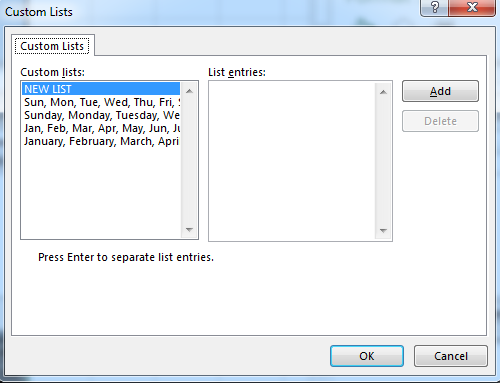 Custom Lists
?
Custom Lists
Custom lists:
List entries:
NEW LIST
Sun, Mon, Tue, Wed, Thu, Fri, S
Sunday, Monday, Tuesday, We
Jan, Feb, Mar, Apr, May, Jun, Ju
January, February, March, April
Add
Delete
Press Enter to separate list entries.
OK
Cancel